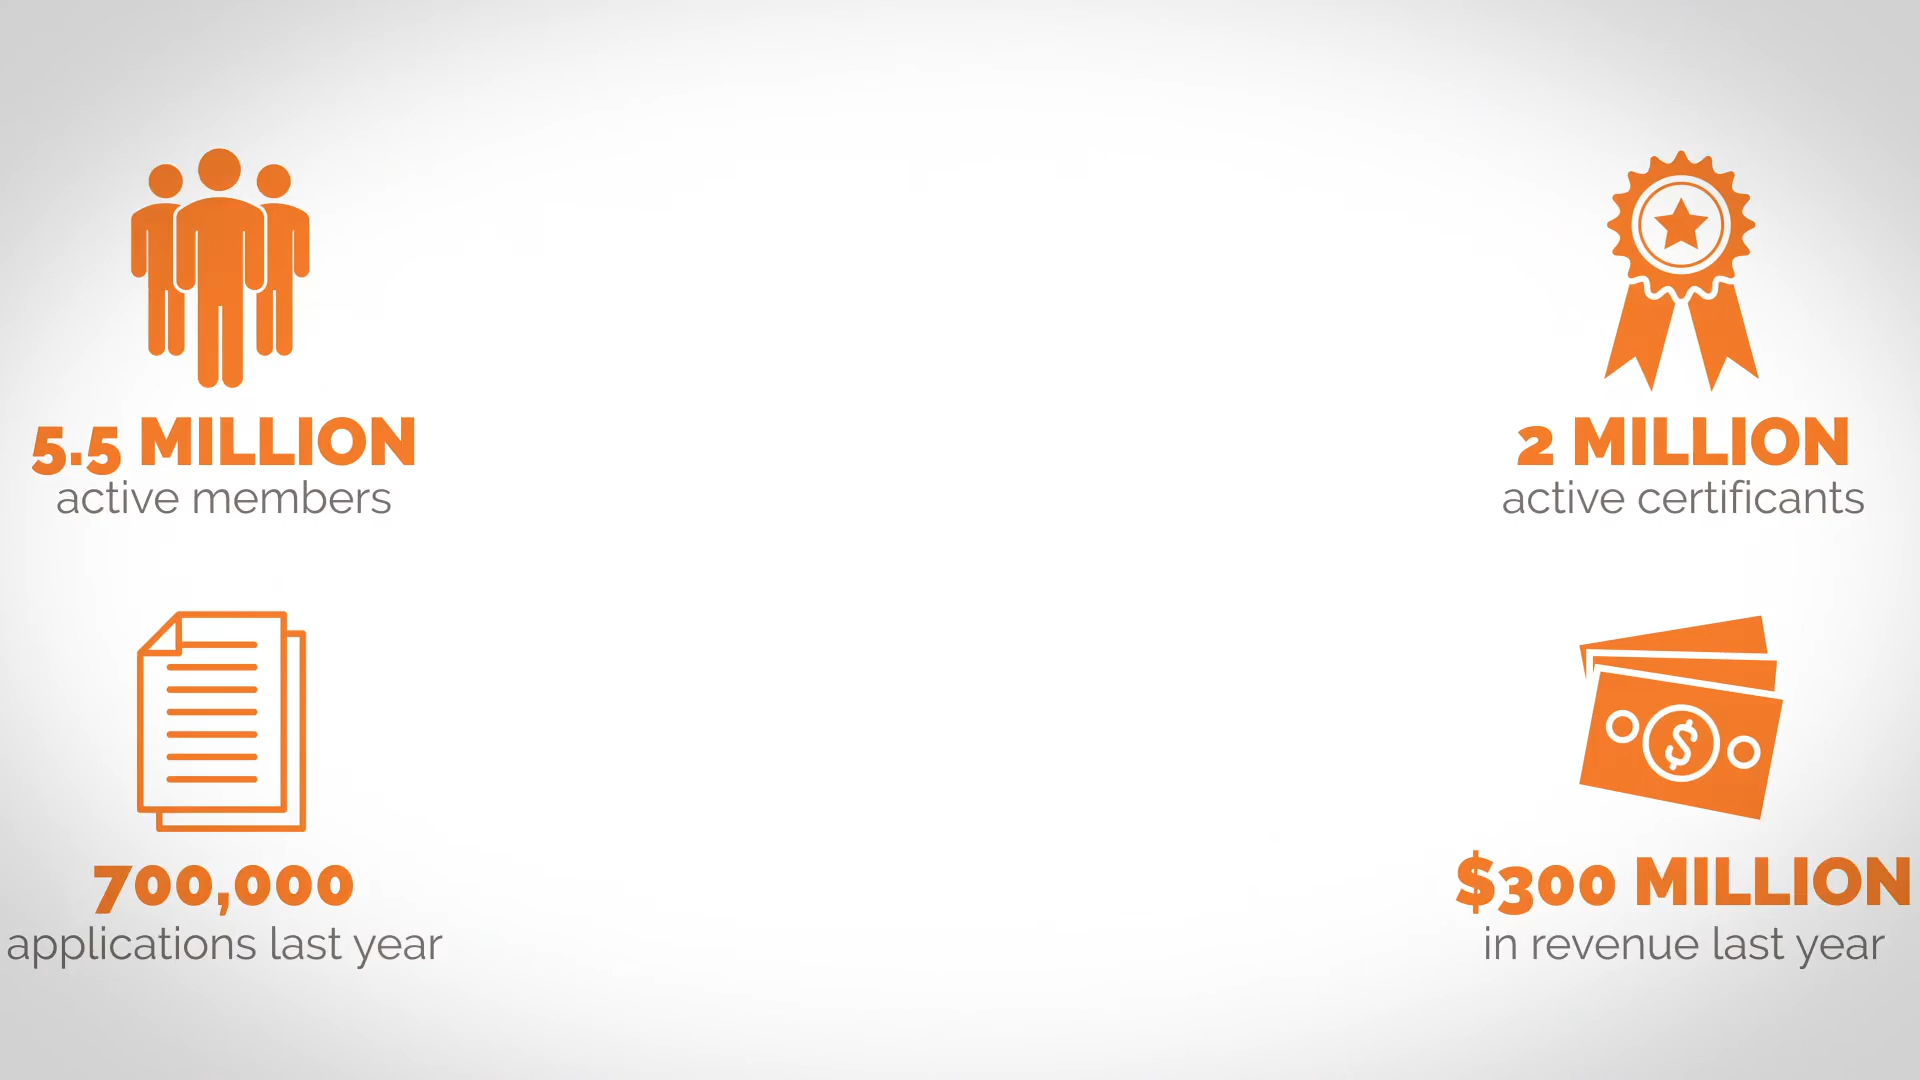 5.5 MILLION
active members
2 MILLION
active certificants
700,000
applications last year
$300 MILLION
in revenue last year